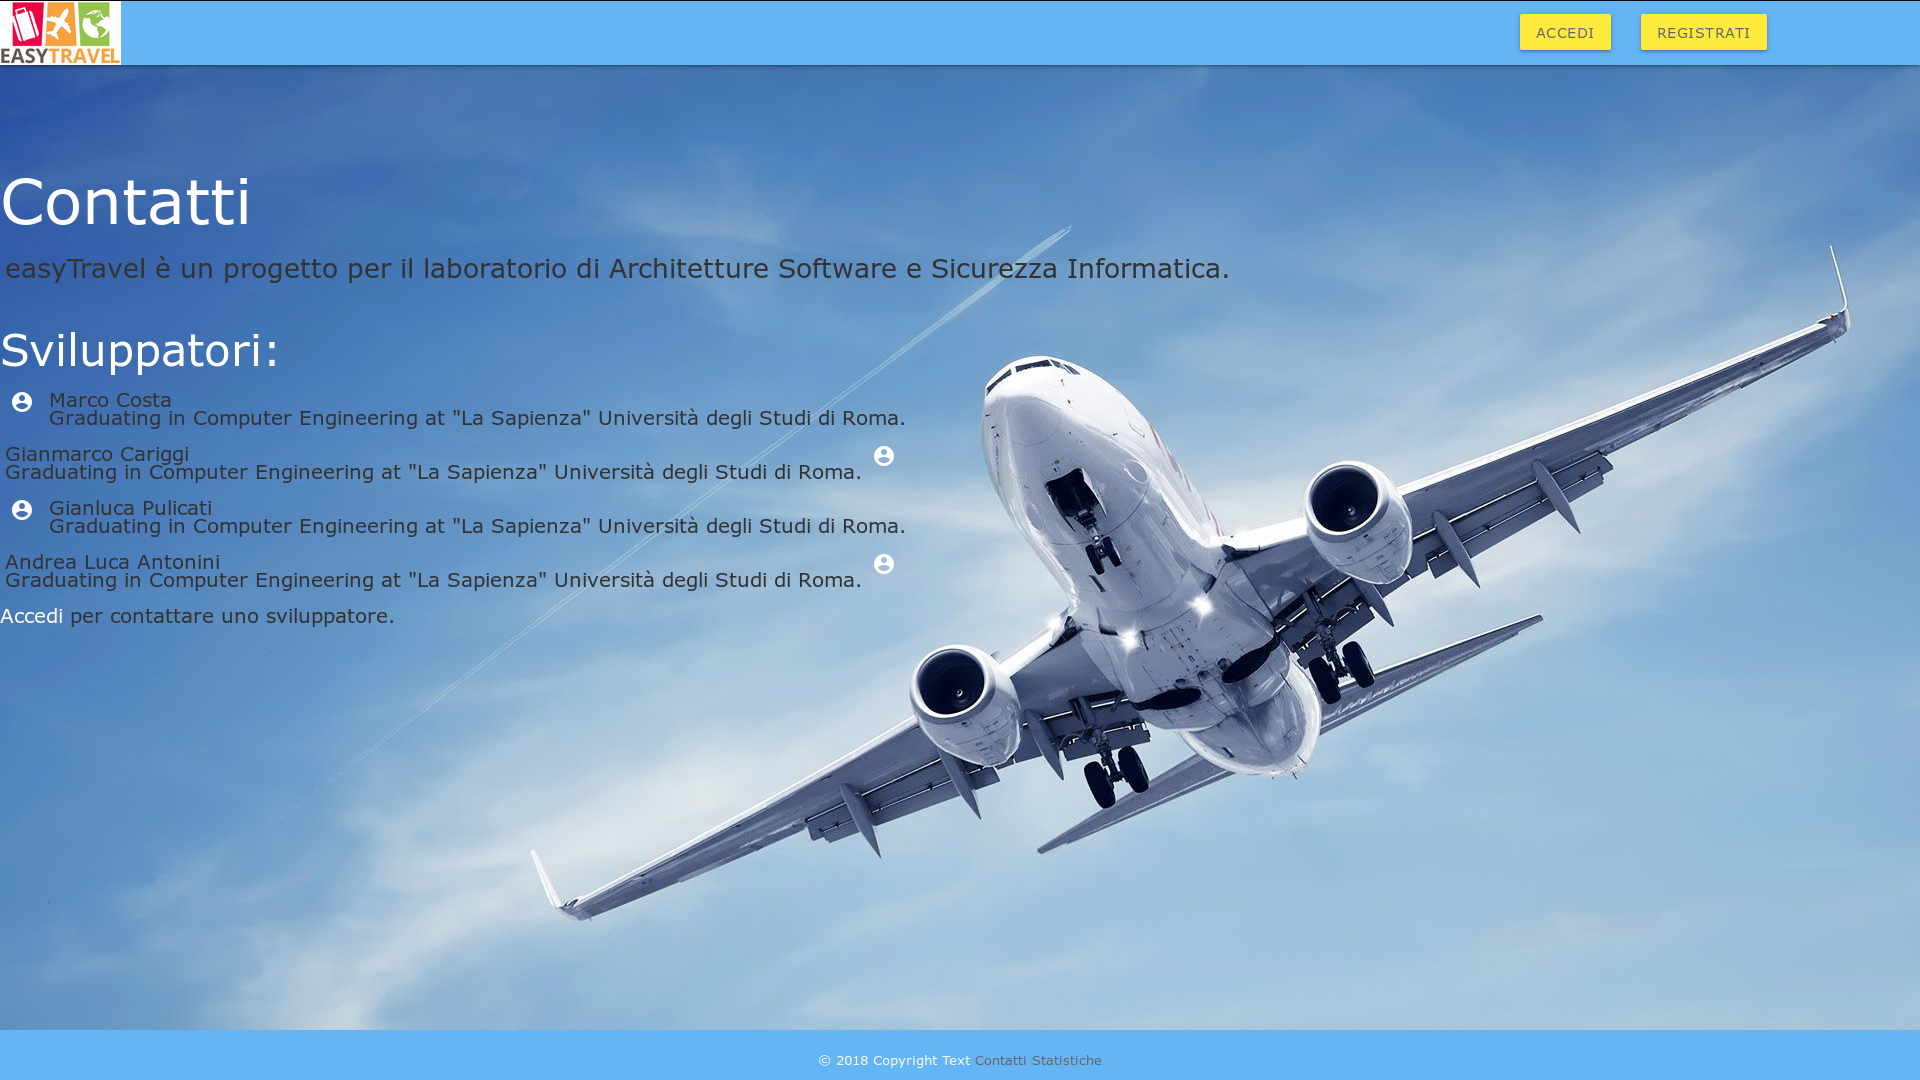 EASYTRAVEL
ACCEDI
REGISTRATI
Contatti
easyTravel è un progetto per il laboratorio di Architetture Software e Sicurezza Informatica.
Sviluppatori:
Marco Costa
Graduating in Computer Engineering at "La Sapienza" Università degli Studi di Roma.
Gianmarco Cariggi
Graduating in Computer Engineering at "La Sapienza" Università degli Studi di Roma.
Gianluca Pulicati
Graduating in Computer Engineering at "La Sapienza" Università degli Studi di Roma.
Andrea Luca Antonini
Graduating in Computer Engineering at "La Sapienza" Università degli Studi di Roma.
Accedi per contattare uno sviluppatore.
© 2018 Copyright Text Contatti Statistiche